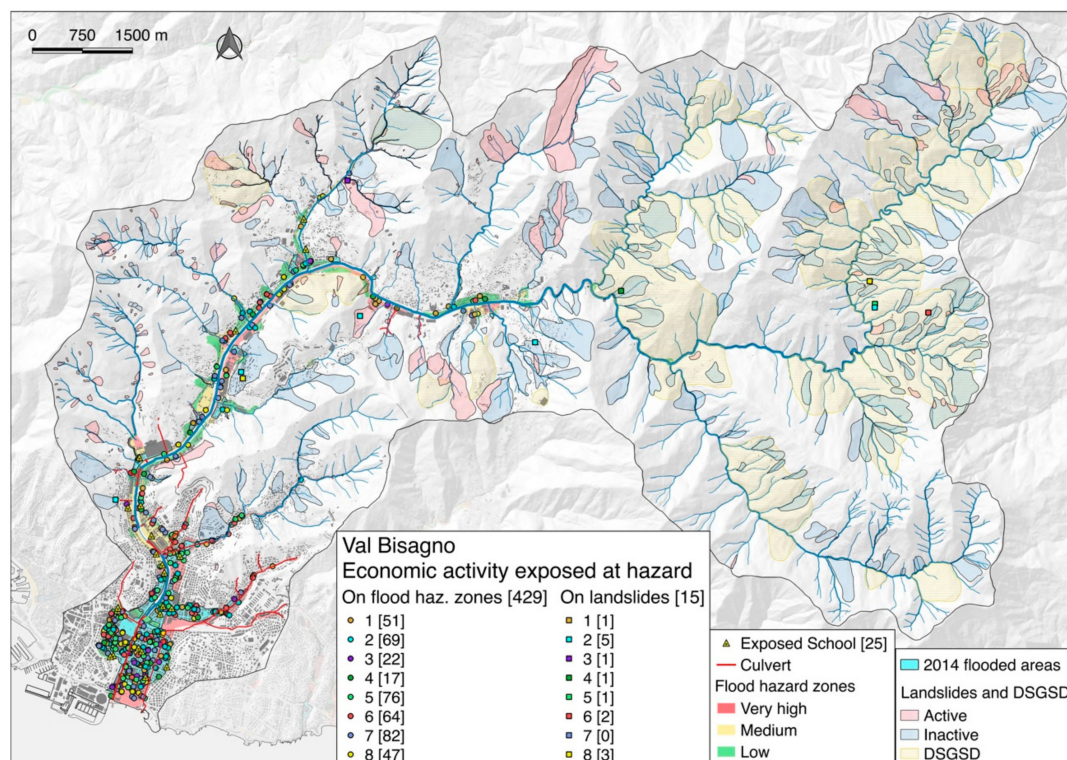 0 750 1500 m
Val Bisagno
Economic activity exposed at hazard
On flood haz. zones [429] On landslides [15]
1 [51] 1 [1]
2 [69] 2 [5]
3 [22] 3 [1]
4 [17] 4 [1]
5 [76] 5 [1]
6 [64] 6 [2]
7 [82] 7 [0]
8 [47] 8 [3]
Exposed School [25]
Culvert
Flood hazard zones
Very high
Medium
Low
2014 flooded areas
Landslides and DSGSD
Active
Inactive
DSGSD